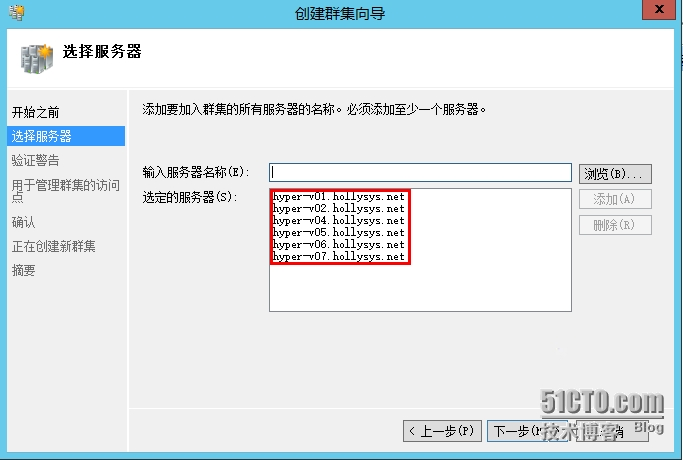 创建群集向导
x
选择服务器
开始之前
选择服务器
验证警告
用于管理群集的访问
点
确认
正在创建新群集
摘要
添加要加入群集的所有服务器的名称。必须添加至少一个服务器。
输入服务器名称(E):
浏览(B)...
选定的服务器(S):
添加(A)
删除(R)
hyper-v01.hollysys.net
hyper-v02.hollysys.net
hyper-v04.hollysys.net
hyper-v05.hollysys.net
hyper-v06.hollysys.net
hyper-v07.hollysys.net
< 上一步(P)
下一步(
消
51CTO.com
技术博客 Blog